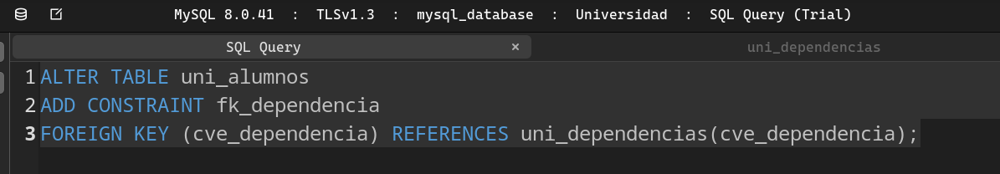 MySQL 8.0.41 : TLSv1.3 : mysql_database : Universidad : SQL Query (Trial)
SQL Query × uni_dependencias
1 ALTER TABLE uni_alumnos
2 ADD CONSTRAINT fk_dependencia
3 FOREIGN KEY (cve_dependencia) REFERENCES uni_dependencias(cve_dependencia);